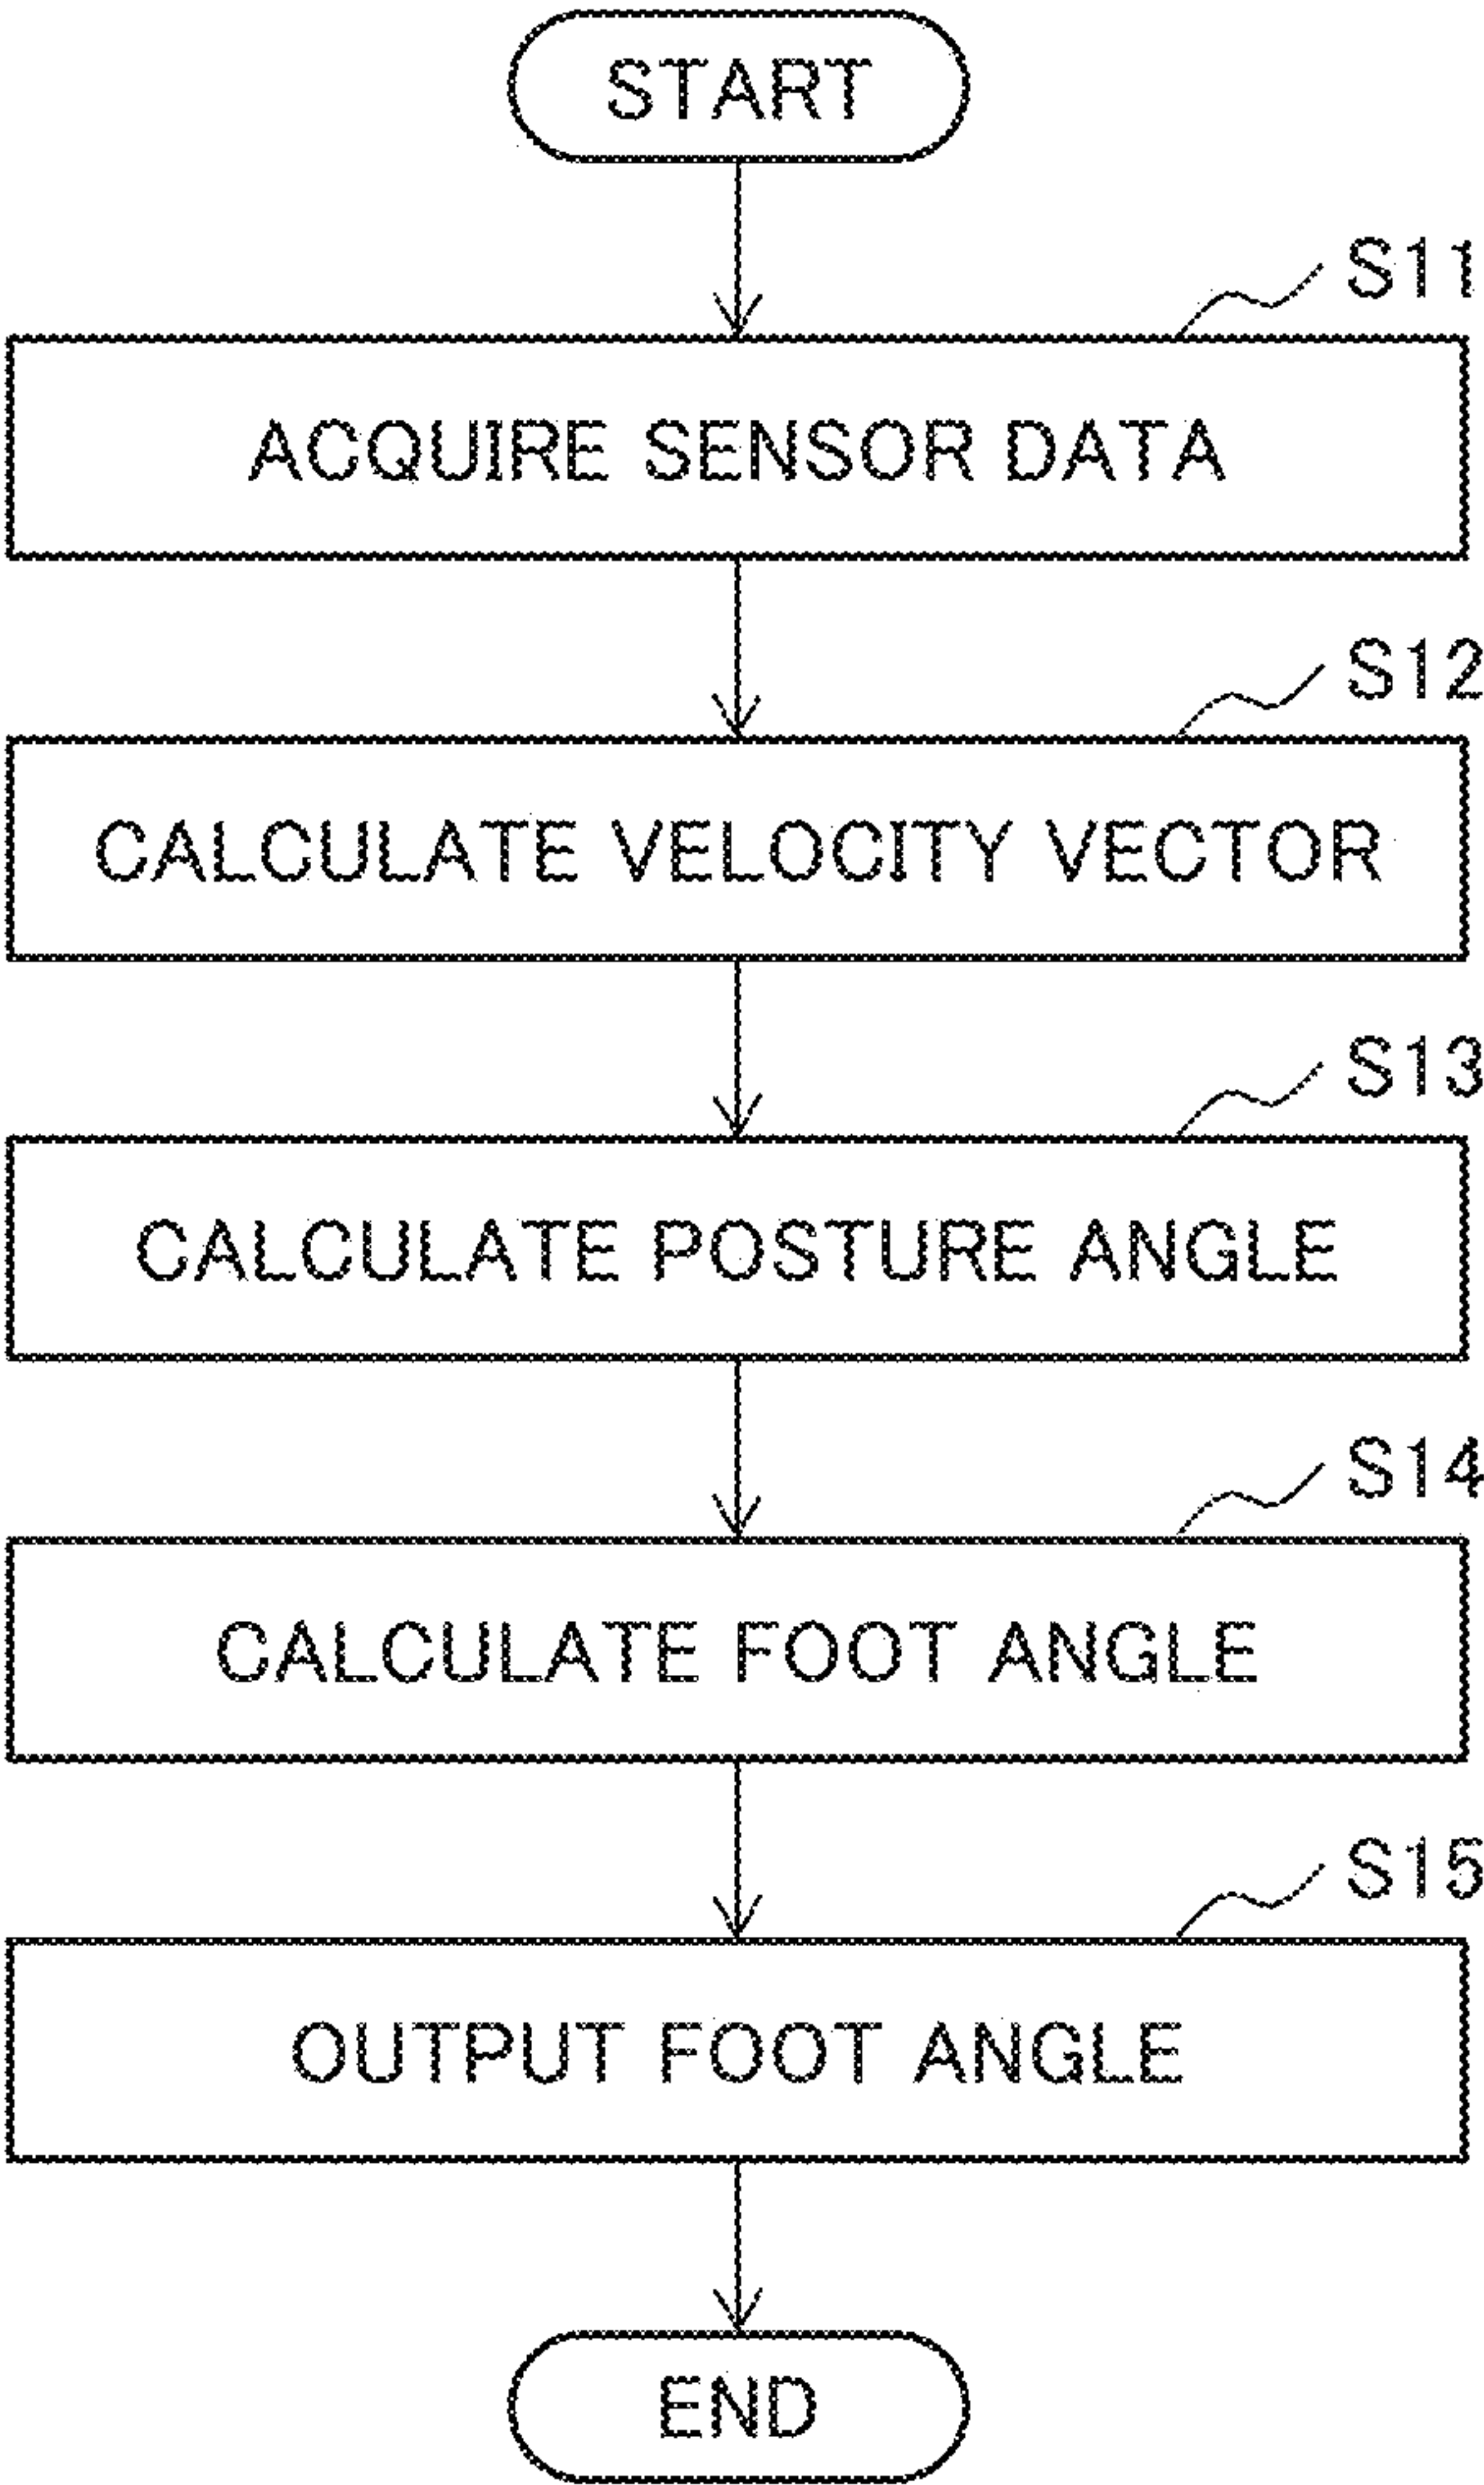 START
S11
ACQUIRE SENSOR DATA
S12
CALCULATE VELOCITY VECTOR
S13
CALCULATE POSTURE ANGLE
S14
CALCULATE FOOT ANGLE
S15
OUTPUT FOOT ANGLE
END